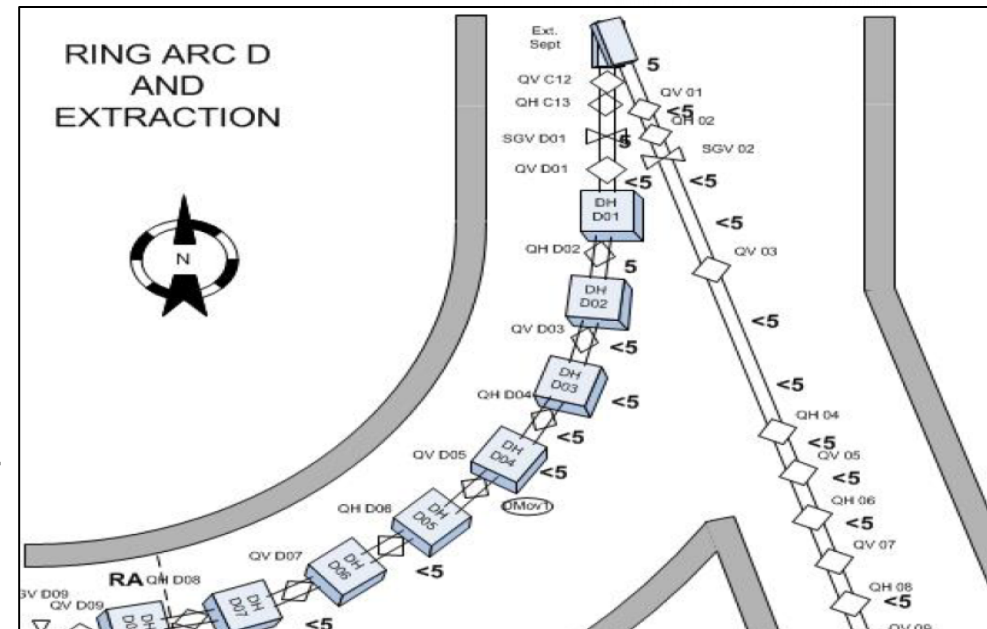 RING ARC D
AND
EXTRACTION
Ext.
Sept
5
QV C12
QV 01
QH C13
<5
QH 02
SGV D01
5
SGV 02
QV D01
<5
<5
DH
D01
<5
QH D02
QV 03
5
N
DH
D02
<5
QV D03
<5
DH
D03
<5
QH D04
<5
QH 04
<5
<5
QV D05
DH
D04
<5
QV 05
<5
DMov1
QH D06
DH
D05
QH 06
<5
QV D07
DH
D06
<5
QV 07
RA
QH D08
QH 08
<5
QV D09
DH
D07
<5
DH
QV 09